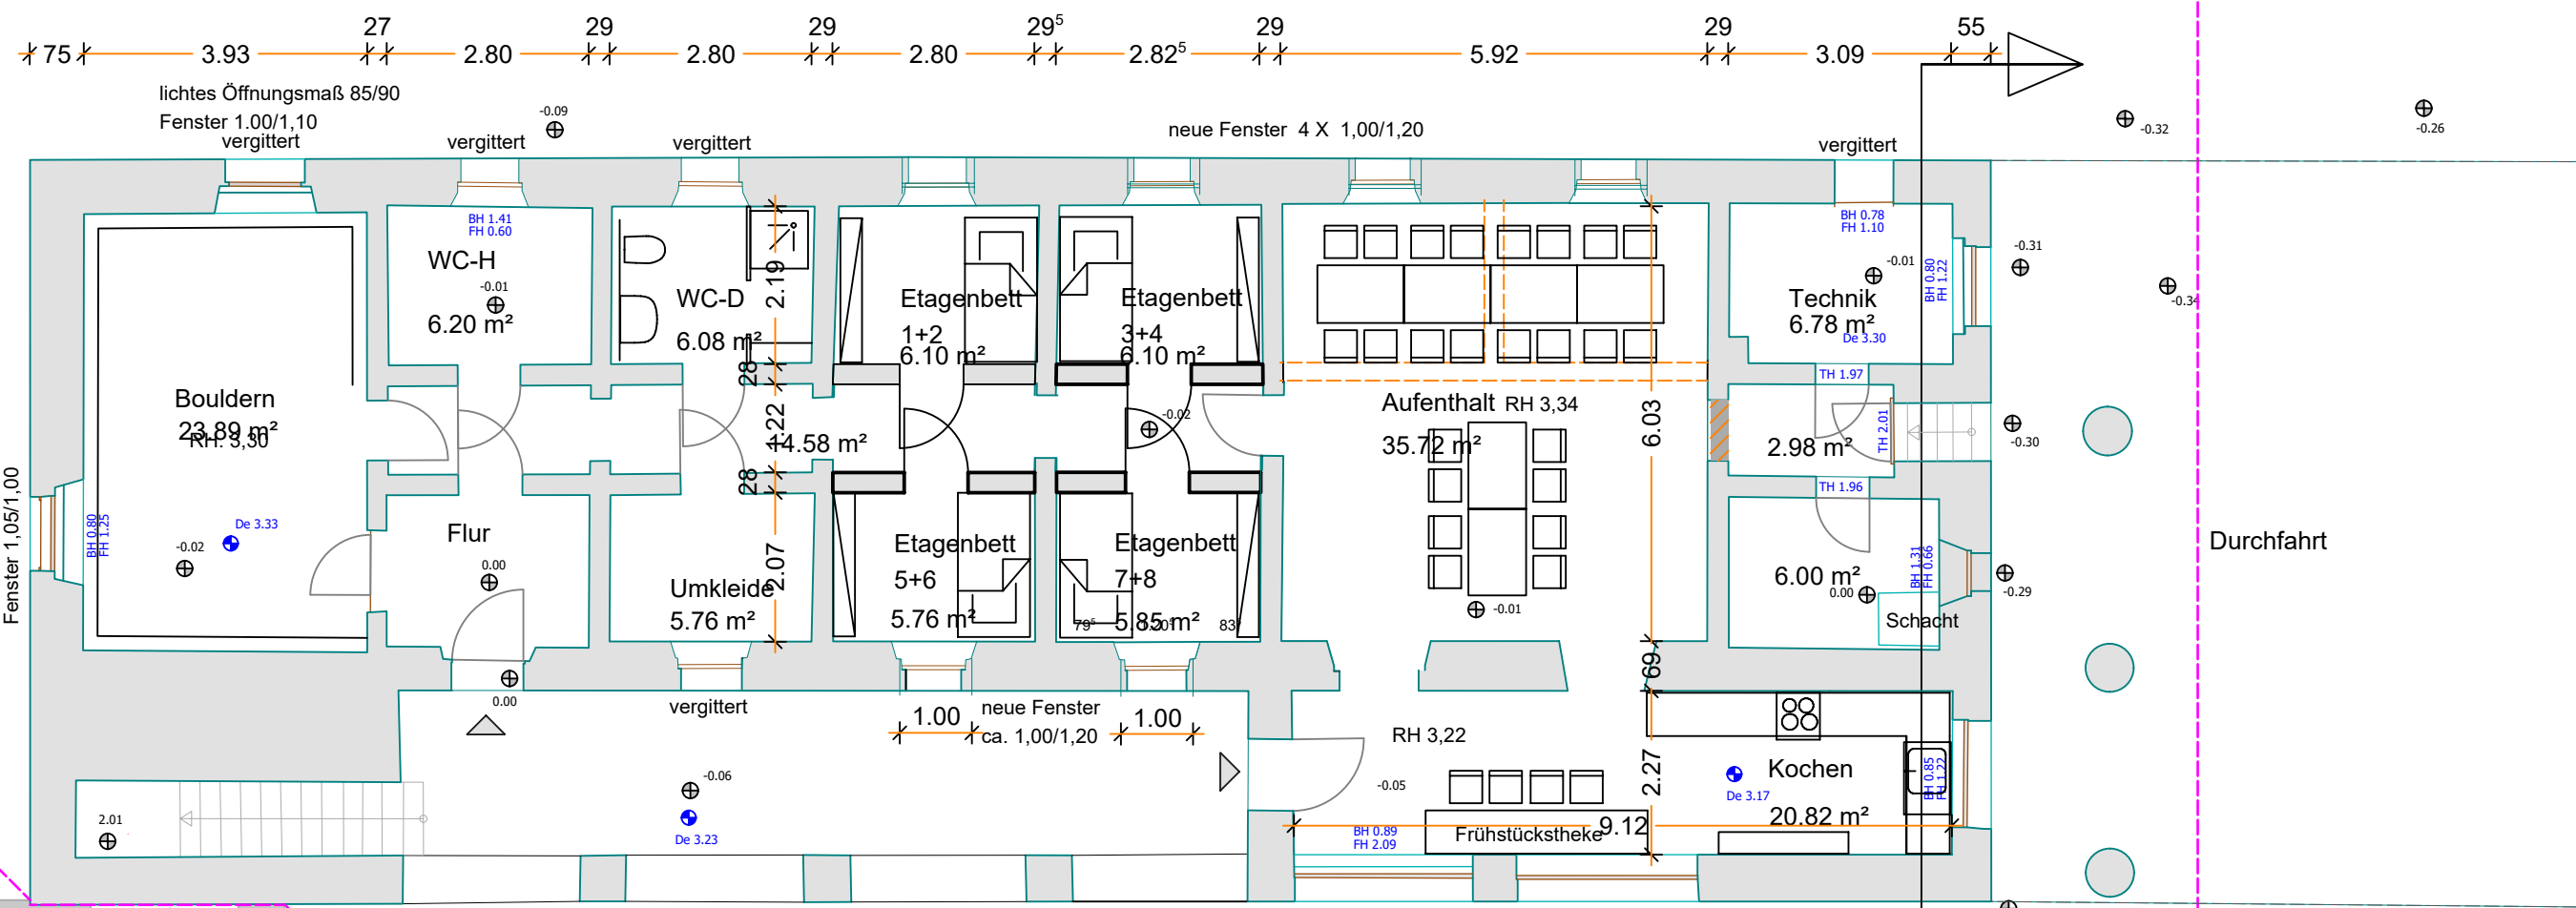 27 29 29 29⁵ 29 29 55
75 3.93 2.80 2.80 2.80 2.82⁵ 5.92 3.09
lichtes Öffnungsmaß 85/90
Fenster 1.00/1,10
vergittert
-0.09
vergittert
vergittert
neue Fenster 4 X 1,00/1,20
vergittert
-0.32
-0.26
BH 1.41
FH 0.60
WC-H
-0.01
6.20 m²
WC-D
6.08 m²
2.19
28
1.22
28
2.07
Etagenbett
1+2
6.10 m²
Etagenbett
3+4
6.10 m²
BH 0.78
FH 1.10
-0.01
Technik
6.78 m²
De 3.30
BH 0.80
FH 1.22
-0.31
-0.34
Bouldern
23.89 m²
RH: 3,30
14.58 m²
-0.02
Aufenthalt RH 3,34
35.72 m²
6.03
TH 1.97
2.98 m²
TH 2.01
-0.30
TH 1.96
Fenster 1,05/1,00
BH 0.80
FH 1.25
De 3.33
-0.02
Flur
0.00
Umkleide
5.76 m²
Etagenbett
5+6
5.76 m²
Etagenbett
7+8
5.85 m²
79⁵
83⁵
-0.01
6.00 m²
0.00
BH 1.31
FH 0.66
Schacht
-0.29
Durchfahrt
69
0.00
vergittert
1.00
neue Fenster
ca. 1,00/1,20
1.00
RH 3,22
-0.05
2.27
Kochen
De 3.17
20.82 m²
BH 0.85
FH 1.22
-0.06
De 3.23
2.01
BH 0.89
FH 2.09
Frühstückstheke
9.12